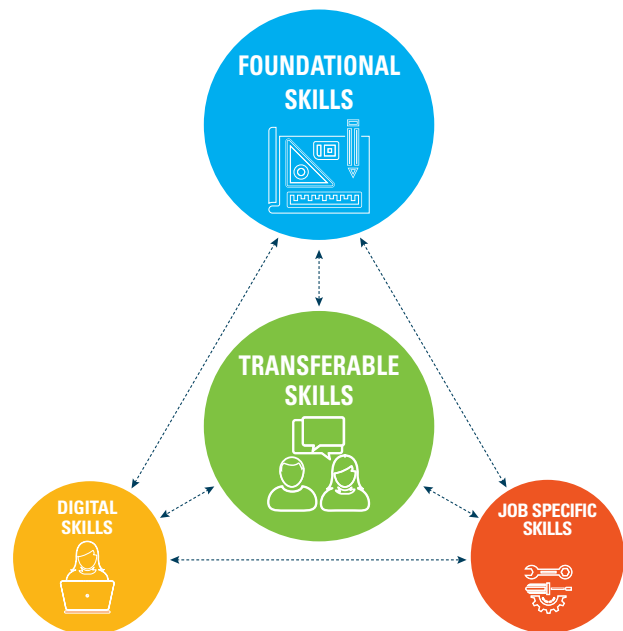 FOUNDATIONAL
SKILLS
TRANSFERABLE
SKILLS
DIGITAL
SKILLS
JOB SPECIFIC
SKILLS